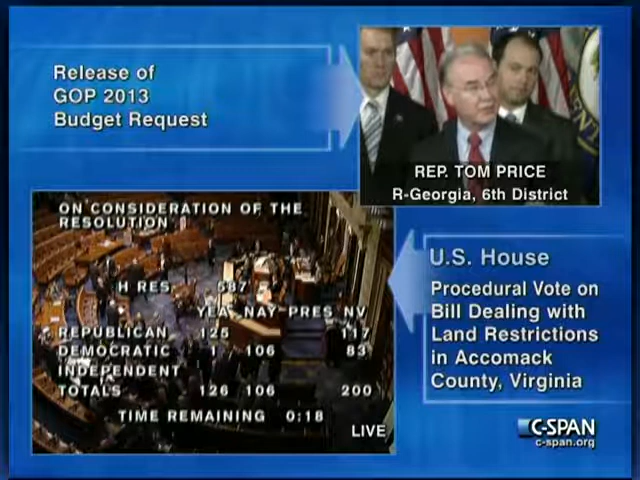 Release of
GOP 2013
Budget Request
REP. TOM PRICE
R-Georgia, 6th District
ON CONSIDERATION OF THE
RESOLUTION
H RES 587
YEA NAY PRES NV
REPUBLICAN 125 117
DEMOCRATIC 1 106 83
INDEPENDENT
TOTALS 126 106 200
TIME REMAINING 0:18
LIVE
U.S. House
Procedural Vote on
Bill Dealing with
Land Restrictions
in Accomack
County, Virginia
C-SPAN
c-span.org